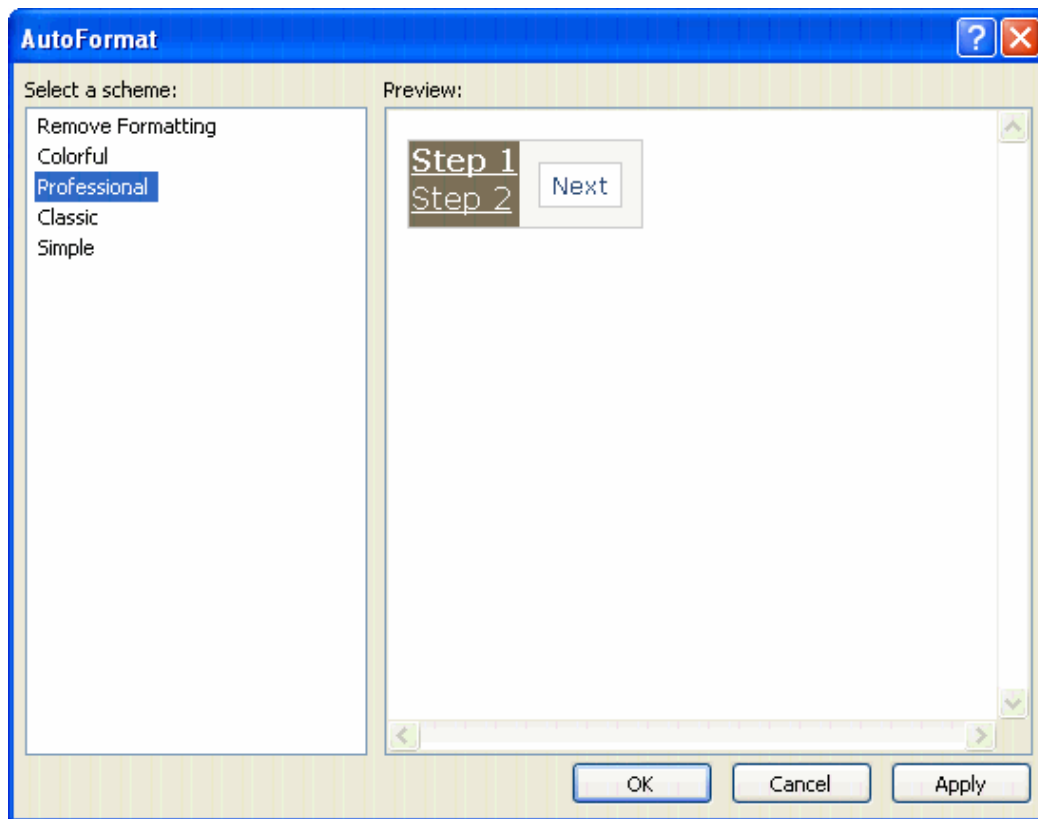 AutoFormat
Select a scheme:
Remove Formatting
Colorful
Professional
Classic
Simple
Preview:
Step 1
Step 2
Next
OK
Cancel
Apply